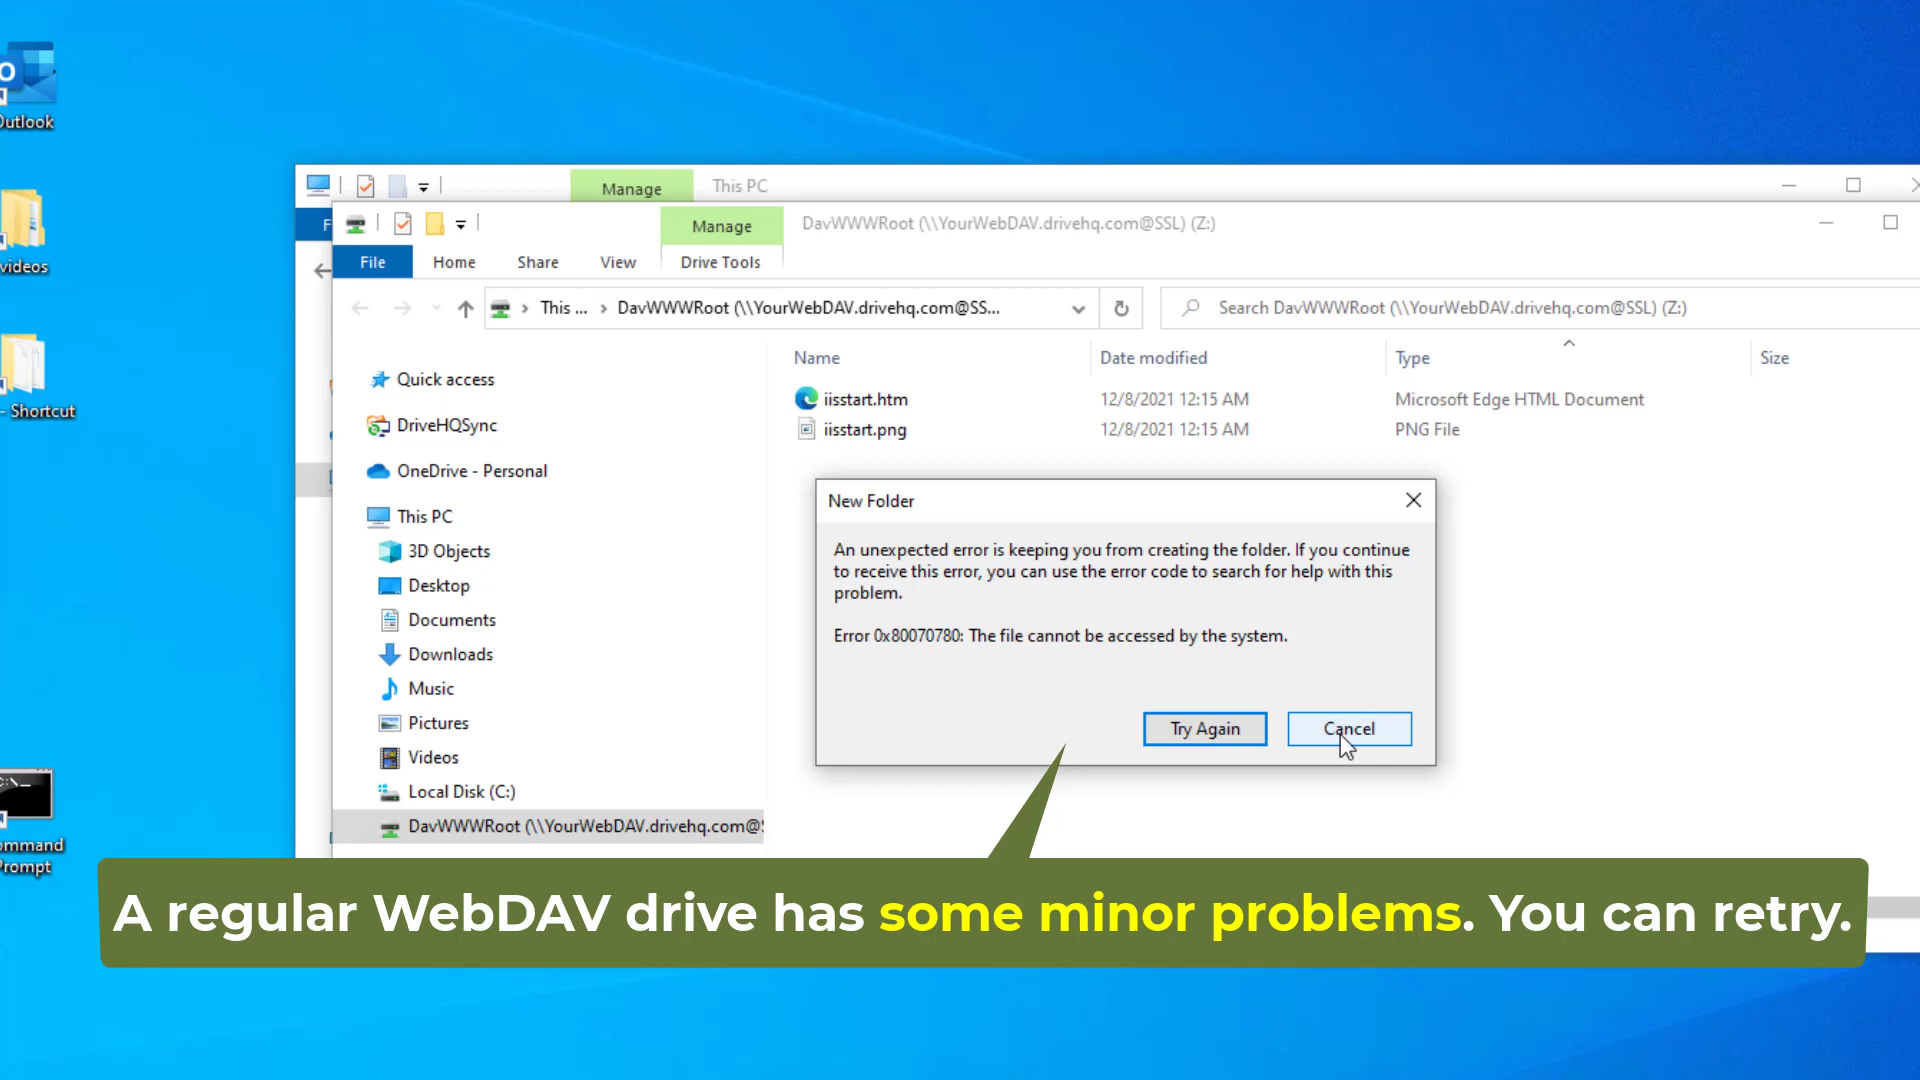 Outlook
videos
- Shortcut
ommand
Prompt
Manage
This PC
F
Manage
DavWWWRoot (\\YourWebDAV.drivehq.com@SSL) (Z:)
File
Home
Share
View
Drive Tools
This ...
DavWWWRoot (\\YourWebDAV.drivehq.com@SS...
Search DavWWWRoot (\\YourWebDAV.drivehq.com@SSL) (Z:)
Name
Date modified
Type
Size
iisstart.htm
12/8/2021 12:15 AM
Microsoft Edge HTML Document
iisstart.png
12/8/2021 12:15 AM
PNG File
Quick access
DriveHQSync
OneDrive - Personal
This PC
3D Objects
Desktop
Documents
Downloads
Music
Pictures
Videos
Local Disk (C:)
DavWWWRoot (\\YourWebDAV.drivehq.com@S
New Folder
An unexpected error is keeping you from creating the folder. If you continue
to receive this error, you can use the error code to search for help with this
problem.
Error 0x80070780: The file cannot be accessed by the system.
Try Again
Cancel
A regular WebDAV drive has some minor problems. You can retry.